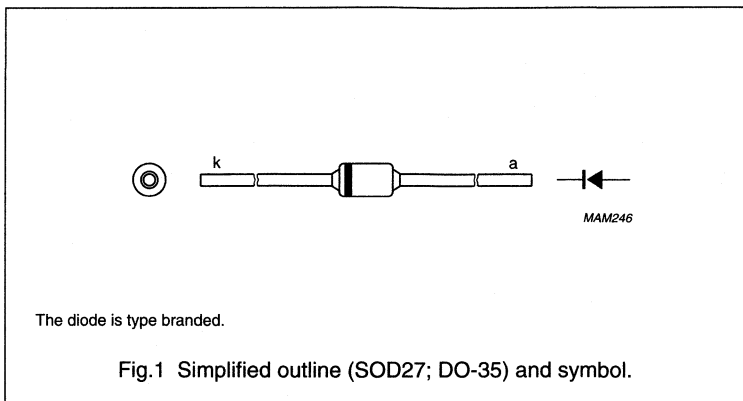 k
a
MAM246
The diode is type branded.
Fig.1 Simplified outline (SOD27; DO-35) and symbol.